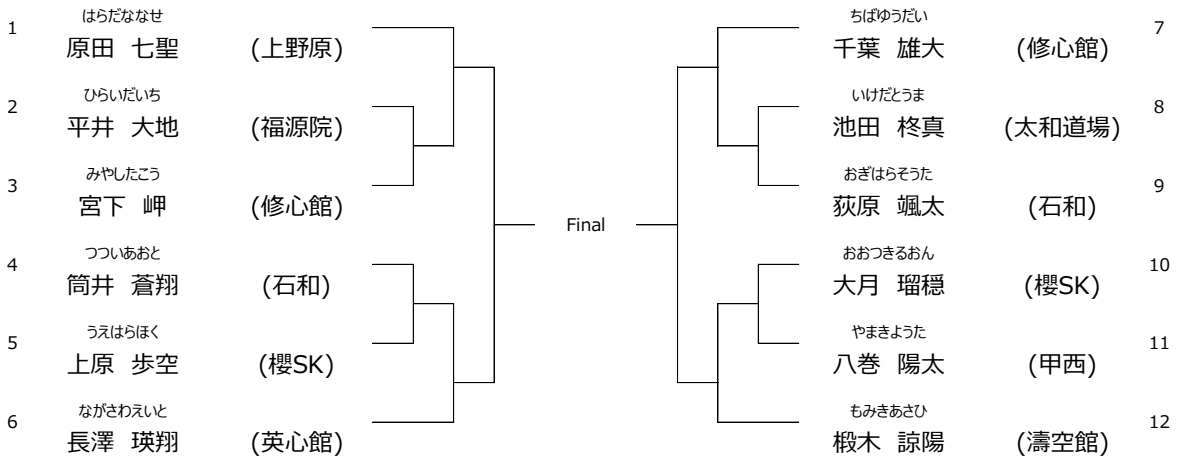 はらだななせ
1 原田 七聖 (上野原)
ひらいだいち
2 平井 大地 (福源院)
みやしたこう
3 宮下 岬 (修心館)
つついあおと
4 筒井 蒼翔 (石和)
うえはらほく
5 上原 歩空 (櫻SK)
ながさわえいと
6 長澤 瑛翔 (英心館)
Final
ちばゆうだい
千葉 雄大 (修心館) 7
いけだとうま
池田 柊真 (太和道場) 8
おぎはらそうた
荻原 颯太 (石和) 9
おおつきるおん
大月 瑠穏 (櫻SK) 10
やまきようた
八巻 陽太 (甲西) 11
もみきあさひ
椴木 諒陽 (濤空館) 12